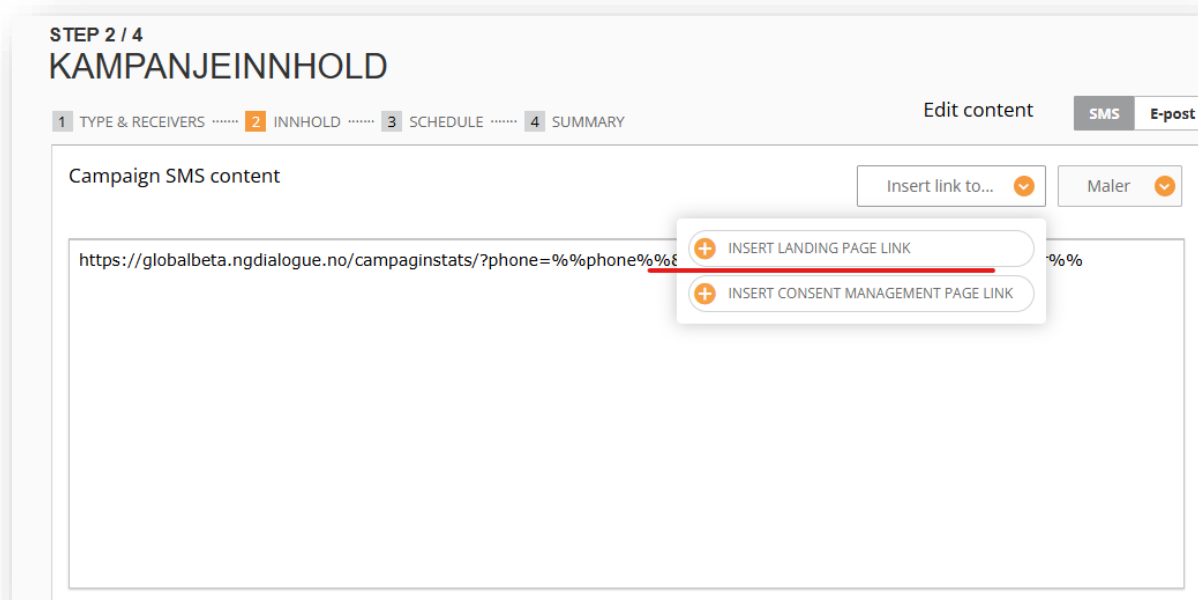 STEP 2 / 4
KAMPANJEINNHOLD
1 TYPE & RECEIVERS 2 INNHOLD 3 SCHEDULE 4 SUMMARY
Edit content
SMS
E-post
Campaign SMS content
Insert link to...
Maler
INSERT LANDING PAGE LINK
https://globalbeta.ngdialogue.no/campaginstats/?phone=%%phone%%
%%
INSERT CONSENT MANAGEMENT PAGE LINK